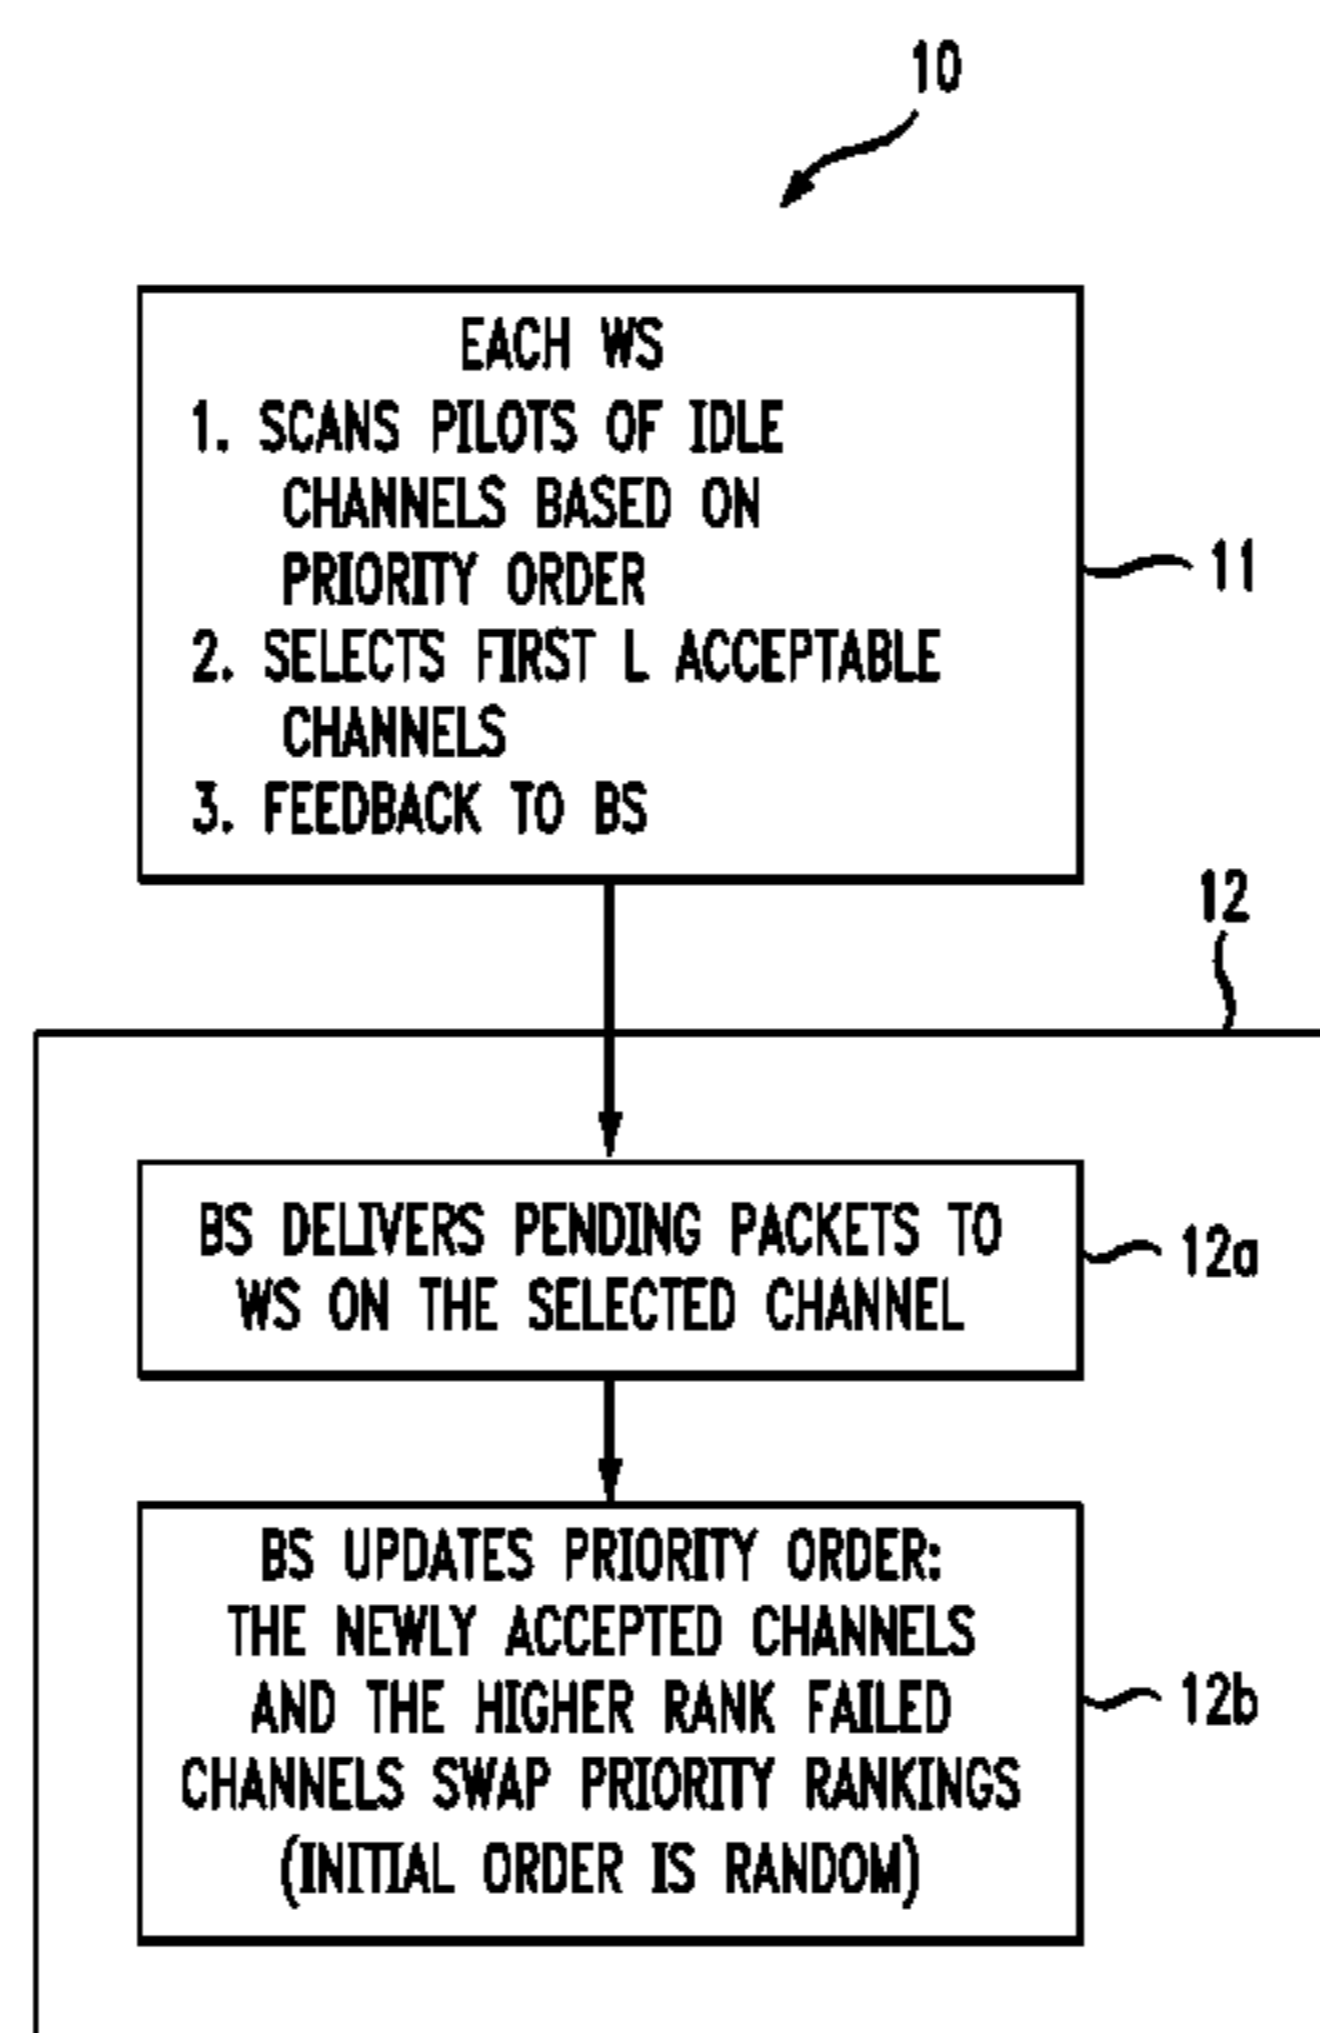 10
EACH WS
1. SCANS PILOTS OF IDLE
CHANNELS BASED ON
PRIORITY ORDER
2. SELECTS FIRST L ACCEPTABLE
CHANNELS
3. FEEDBACK TO BS
11
12
BS DELIVERS PENDING PACKETS TO
WS ON THE SELECTED CHANNEL
12a
BS UPDATES PRIORITY ORDER:
THE NEWLY ACCEPTED CHANNELS
AND THE HIGHER RANK FAILED
CHANNELS SWAP PRIORITY RANKINGS
(INITIAL ORDER IS RANDOM)
12b